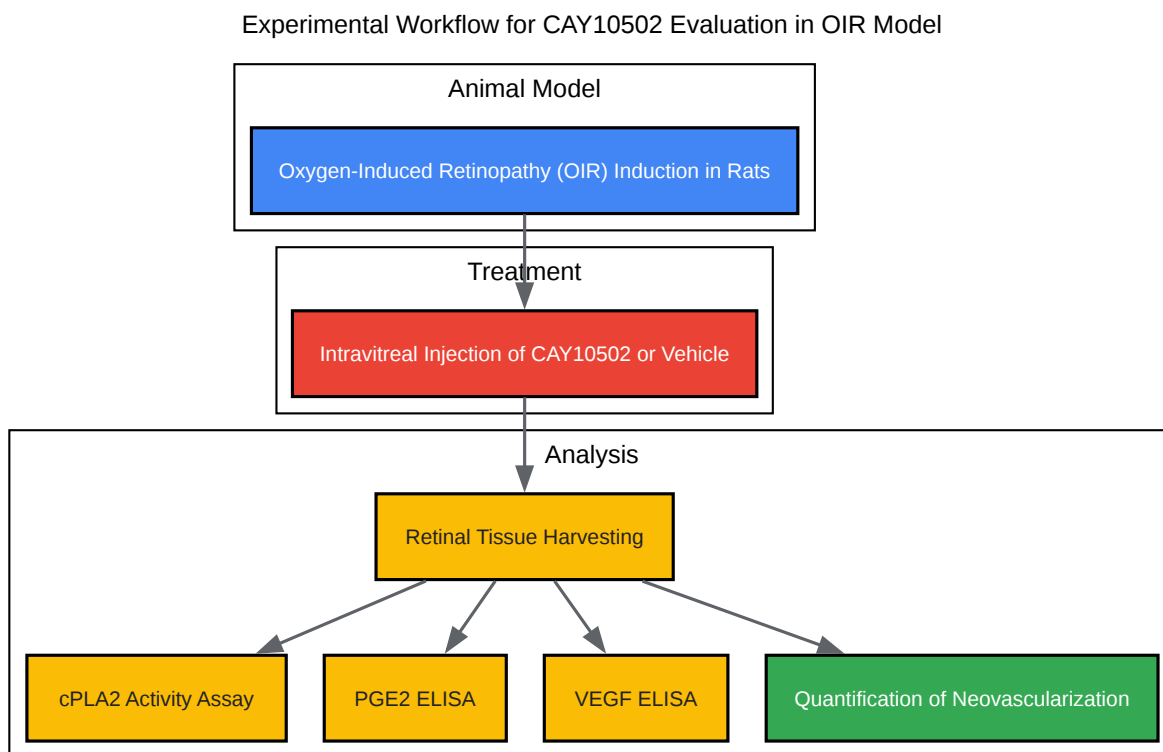 Experimental Workflow for CAY10502 Evaluation in OIR Model
Animal Model
Oxygen-Induced Retinopathy (OIR) Induction in Rats
Treatment
Intravitreal Injection of CAY10502 or Vehicle
Analysis
Retinal Tissue Harvesting
cPLA2 Activity Assay
PGE2 ELISA
VEGF ELISA
Quantification of Neovascularization